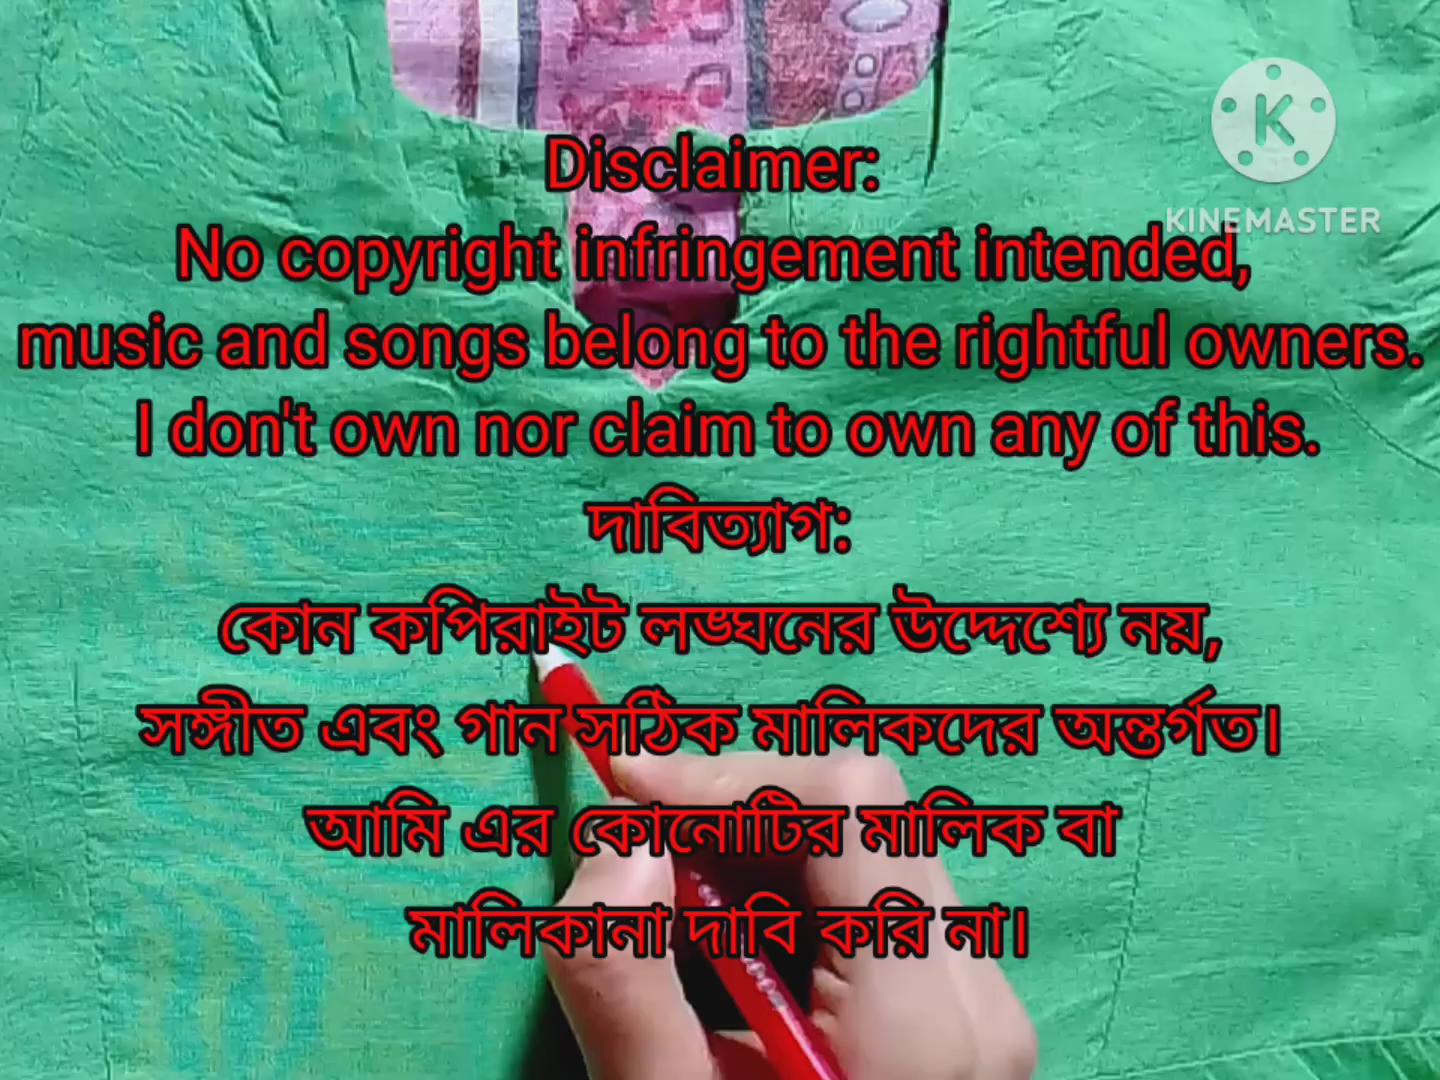 K
KINEMASTER
Disclaimer:
No copyright infringement intended,
music and songs belong to the rightful owners.
I don't own nor claim to own any of this.
দাবিত্যাগ:
কোন কপিরাইট লঙ্ঘনের উদ্দেশ্যে নয়,
সঙ্গীত এবং গান সঠিক মালিকদের অন্তর্গত।
আমি এর কোনোটির মালিক বা
মালিকানা দাবি করি না।